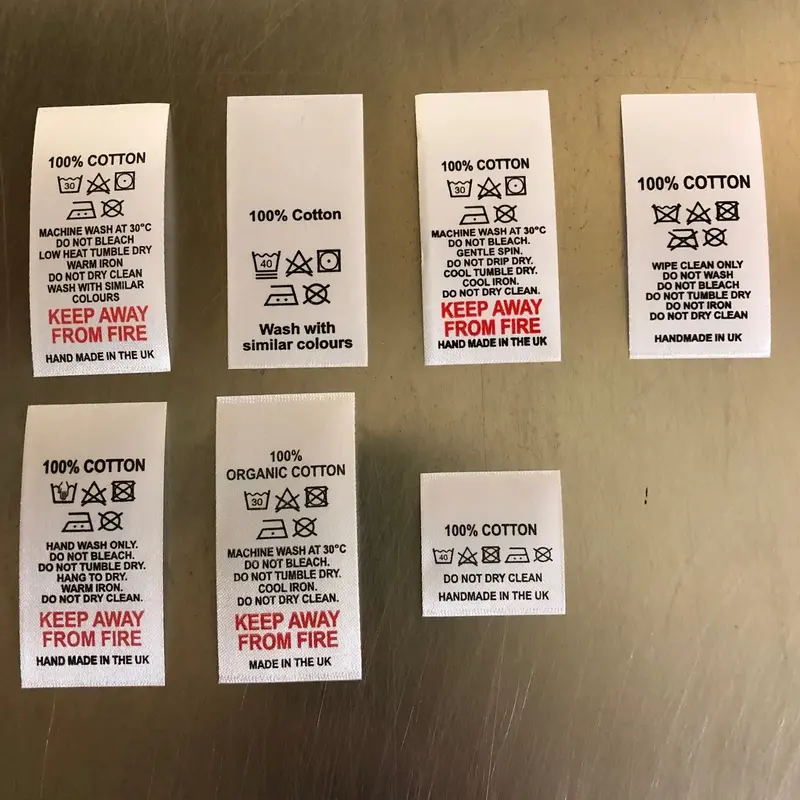 100% COTTON
30
MACHINE WASH AT 30°C
DO NOT BLEACH
LOW HEAT TUMBLE DRY
WARM IRON
DO NOT DRY CLEAN
WASH WITH SIMILAR
COLOURS
KEEP AWAY
FROM FIRE
HAND MADE IN THE UK
100% Cotton
40
Wash with
similar colours
100% COTTON
30
MACHINE WASH AT 30°C
DO NOT BLEACH.
GENTLE SPIN.
DO NOT DRIP DRY.
COOL TUMBLE DRY.
COOL IRON.
DO NOT DRY CLEAN.
KEEP AWAY
FROM FIRE
HAND MADE IN THE UK
100% COTTON
WIPE CLEAN ONLY
DO NOT WASH
DO NOT BLEACH
DO NOT TUMBLE DRY
DO NOT IRON
DO NOT DRY CLEAN
HANDMADE IN THE UK
100% COTTON
HAND WASH ONLY.
DO NOT BLEACH.
DO NOT TUMBLE DRY.
HANG TO DRY.
WARM IRON.
DO NOT DRY CLEAN.
KEEP AWAY
FROM FIRE
HAND MADE IN THE UK
100%
ORGANIC COTTON
30
MACHINE WASH AT 30°C
DO NOT BLEACH.
DO NOT TUMBLE DRY.
COOL IRON.
DO NOT DRY CLEAN.
KEEP AWAY
FROM FIRE
MADE IN THE UK
100% COTTON
40
DO NOT DRY CLEAN
HANDMADE IN THE UK